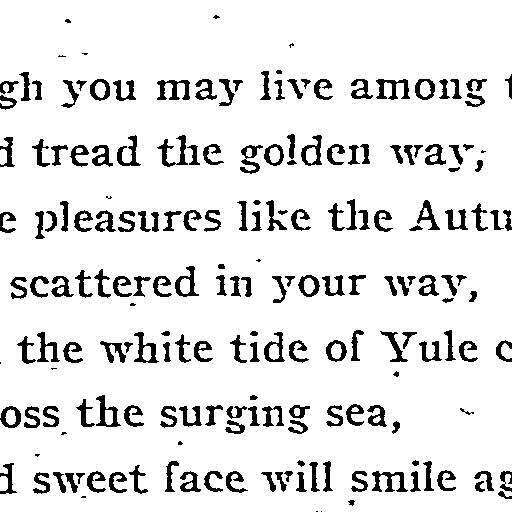 gh you may live among t
d tread the golden way,
e pleasures like the Autu
scattered in your way,
the white tide of Yule c
oss the surging sea,
d sweet face will smile ag